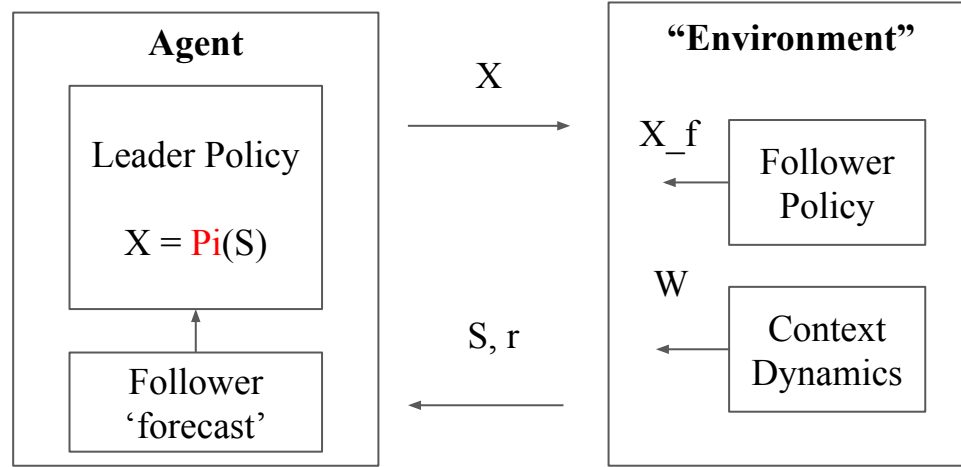 Agent
Leader Policy
X = Pi(S)
Follower
‘forecast’
X
S, r
“Environment”
X_f
Follower
Policy
W
Context
Dynamics